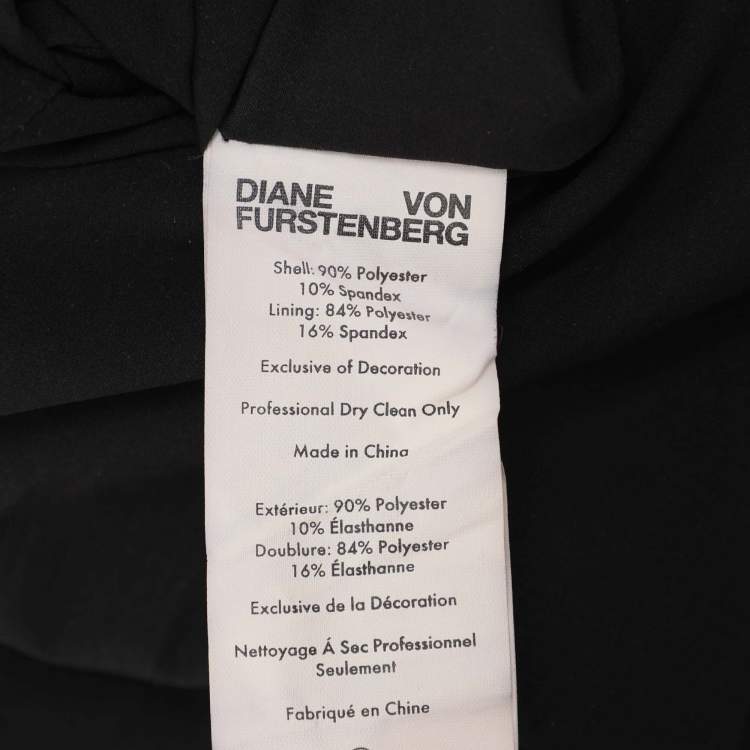 DIANE VON
FURSTENBERG
Shell: 90% Polyester
10% Spandex
Lining: 84% Polyester
16% Spandex
Exclusive of Decoration
Professional Dry Clean Only
Made in China
Extérieur: 90% Polyester
10% Élasthanne
Doublure: 84% Polyester
16% Élasthanne
Exclusive de la Décoration
Nettoyage Á Sec Professionnel
Seulement
Fabriqué en Chine